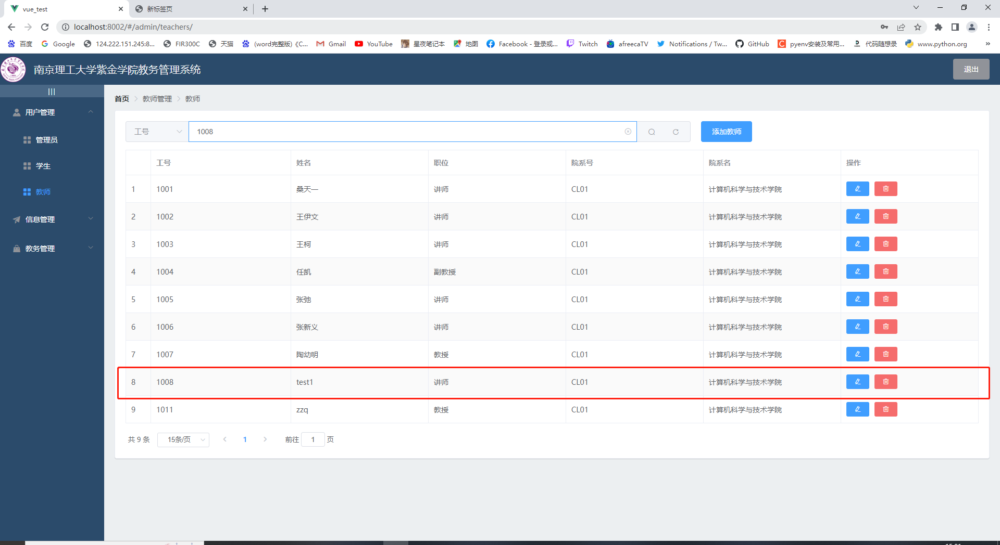 vue_test
新标签页
localhost:8002/#/admin/teachers/
百度 Google 124.222.151.245:8... FIR300C 天猫 (word完整版)《C... Gmail YouTube 星夜笔记本 地图 Facebook - 登录或... Twitch afreecaTV Notifications / Tw... GitHub pyenv安装及常用... 代码随想录 www.python.org »
南京理工大学紫金学院教务管理系统 退出
用户管理
管理员
学生
教师
信息管理
教务管理
首页 教师管理 教师
工号 1008 添加教师
工号 姓名 职位 院系号 院系名 操作
1 1001 桑天一 讲师 CL01 计算机科学与技术学院
2 1002 王伊文 讲师 CL01 计算机科学与技术学院
3 1003 王柯 讲师 CL01 计算机科学与技术学院
4 1004 任凯 副教授 CL01 计算机科学与技术学院
5 1005 张弛 讲师 CL01 计算机科学与技术学院
6 1006 张新义 讲师 CL01 计算机科学与技术学院
7 1007 陶幼明 教授 CL01 计算机科学与技术学院
8 1008 test1 讲师 CL01 计算机科学与技术学院
9 1011 zzq 教授 CL01 计算机科学与技术学院
共 9 条 15条/页 1 前往 1 页